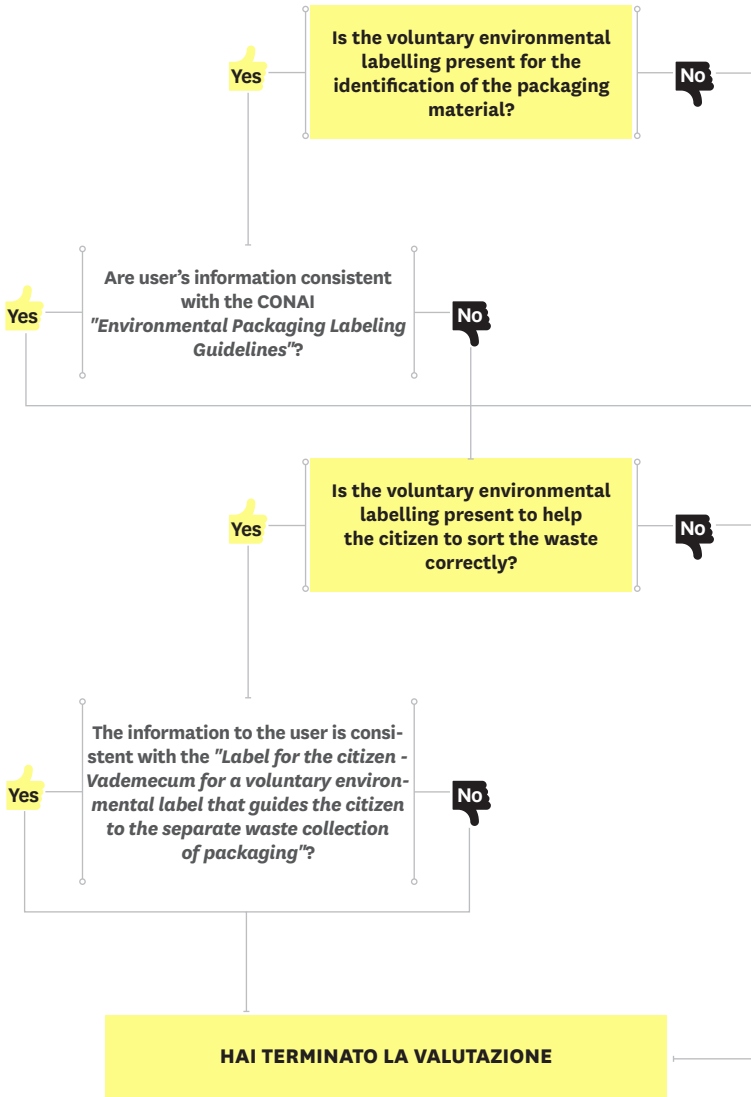 Is the voluntary environmental
labelling present for the
identification of the packaging
material?
Yes
No
Are user's information consistent
with the CONAI
"Environmental Packaging Labeling
Guidelines"?
Yes
No
Is the voluntary environmental
labelling present to help
the citizen to sort the waste
correctly?
Yes
No
The information to the user is consi-
stent with the "Label for the citizen -
Vademecum for a voluntary environ-
mental label that guides the citizen
to the separate waste collection
of packaging"?
Yes
No
HAI TERMINATO LA VALUTAZIONE